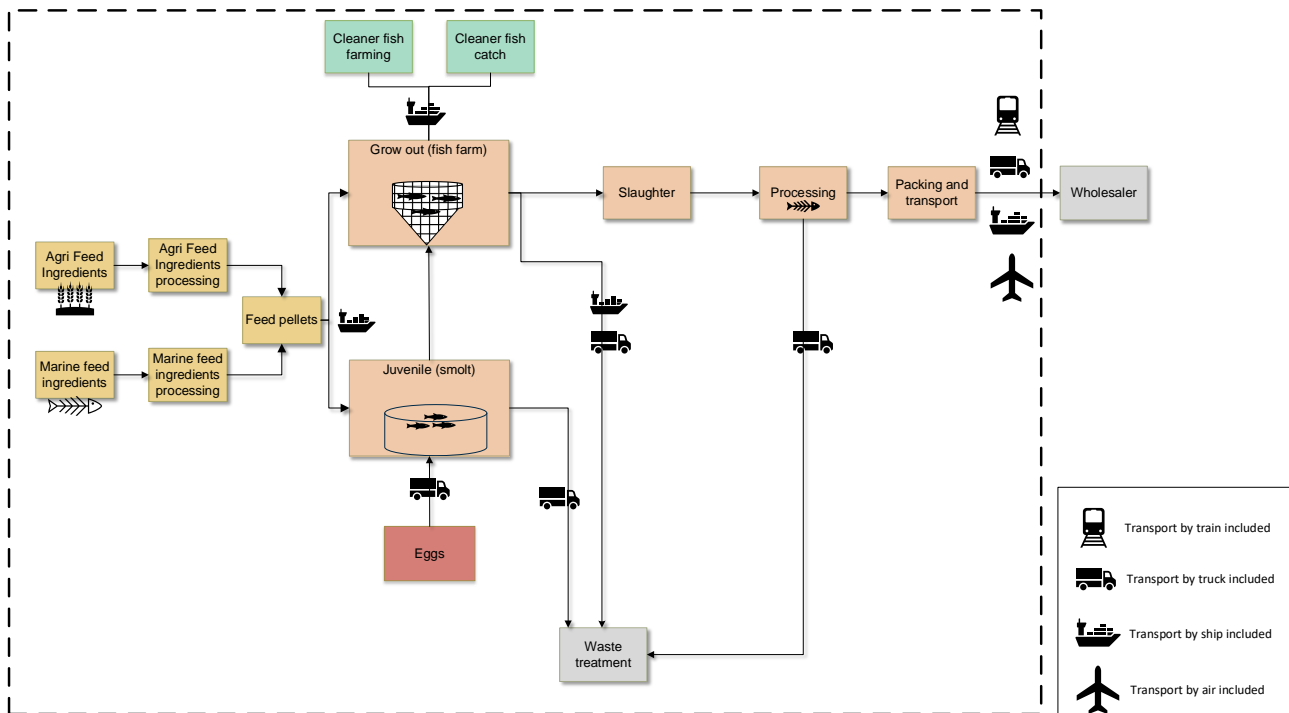 Cleaner fish
farming
Cleaner fish
catch
Grow out (fish farm)
Slaughter
Processing
Packing and
transport
Wholesaler
Agri Feed
Ingredients
Agri Feed
Ingredients
processing
Feed pellets
Marine feed
ingredients
Marine feed
ingredients
processing
Juvenile (smolt)
Eggs
Waste
treatment
Transport by train included
Transport by truck included
Transport by ship included
Transport by air included